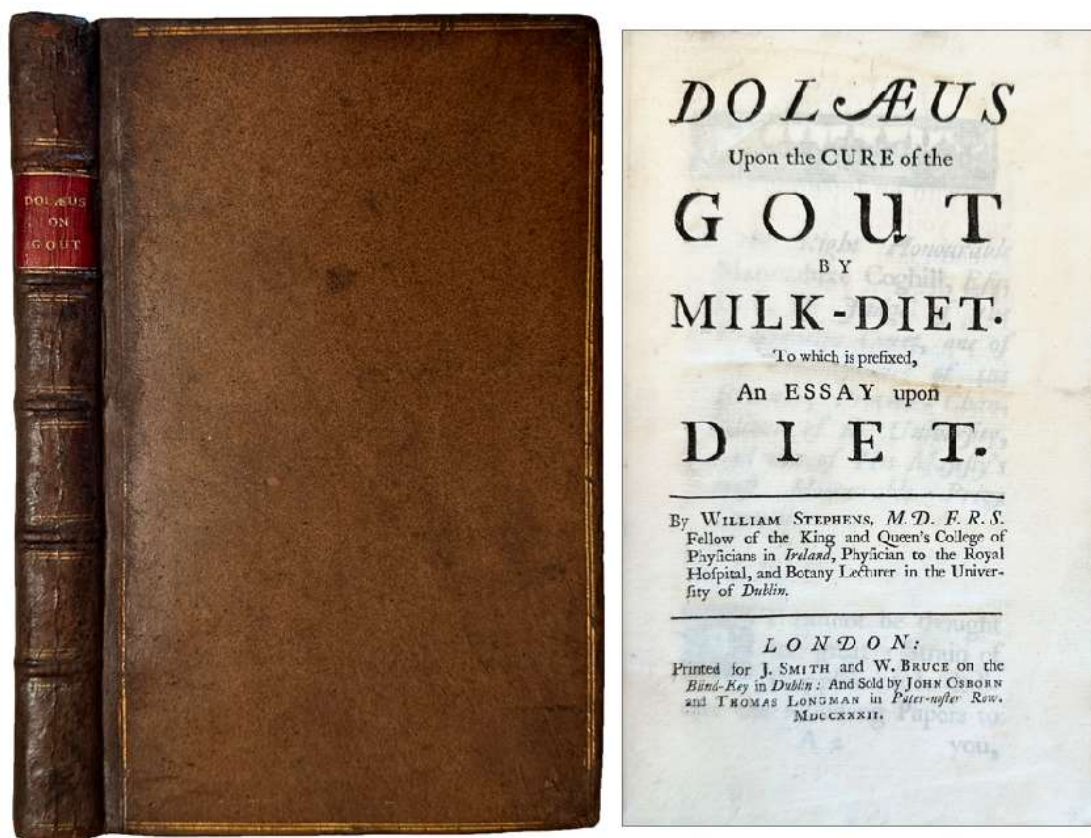 DOLÆUS
ON
GOUT
DOLÆUS
Upon the CURE of the
GOUT
BY
MILK-DIET.
To which is prefixed,
An ESSAY upon
DIET.
By WILLIAM STEPHENS, M.D. F.R.S.
Fellow of the King and Queen's College of
Phyſicians in Ireland, Phyſician to the Royal
Hoſpital, and Botany Lecturer in the Univer-
ſity of Dublin.
LONDON:
Printed for J. SMITH and W. BRUCE on the
Blind-Key in Dublin: And Sold by JOHN OSBORN
and THOMAS LONGMAN in Pater-noſter Row.
MDCCXXXII.